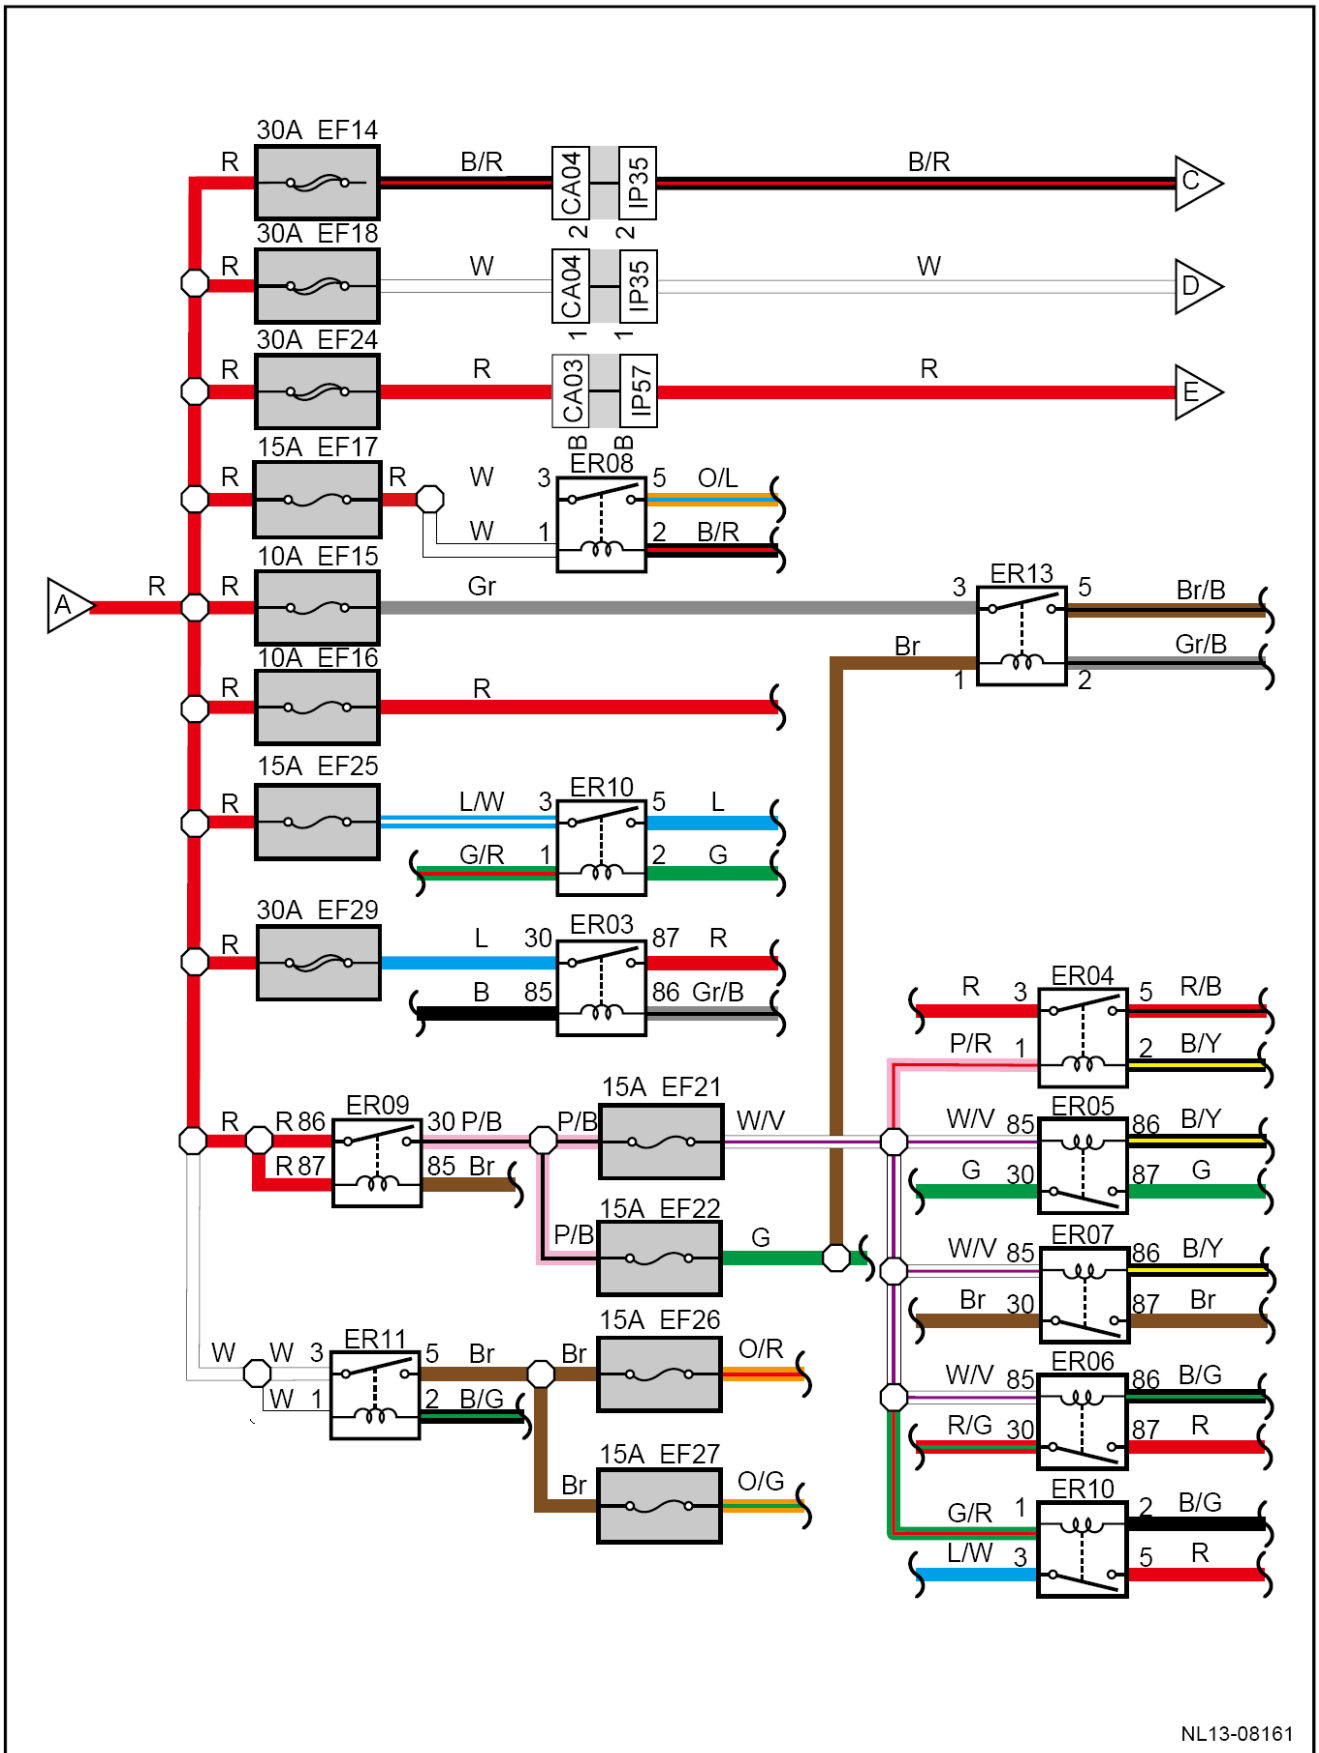 30A EF14
R B/R CA04 IP35 B/R C
2 2
30A EF18
R W CA04 IP35 W D
1 1
30A EF24
R R CA03 IP57 R E
B B
15A EF17 ER08
R R W 3 5 O/L
W 1 2 B/R
10A EF15 ER13
A R R Gr 3 5 Br/B
Br 1 2 Gr/B
10A EF16
R R
15A EF25 ER10
R L/W 3 5 L
G/R 1 2 G
30A EF29 ER03
R L 30 87 R
B 85 86 Gr/B
ER04
R 3 5 R/B
P/R 1 2 B/Y
ER09 15A EF21 ER05
R R 86 30 P/B P/B W/V W/V 85 86 B/Y
R 87 85 Br G 30 87 G
15A EF22 ER07
P/B G W/V 85 86 B/Y
Br 30 87 Br
ER11 15A EF26 ER06
W W 3 5 Br Br O/R W/V 85 86 B/G
W 1 2 B/G R/G 30 87 R
15A EF27 ER10
Br O/G G/R 1 2 B/G
L/W 3 5 R
NL13-08161